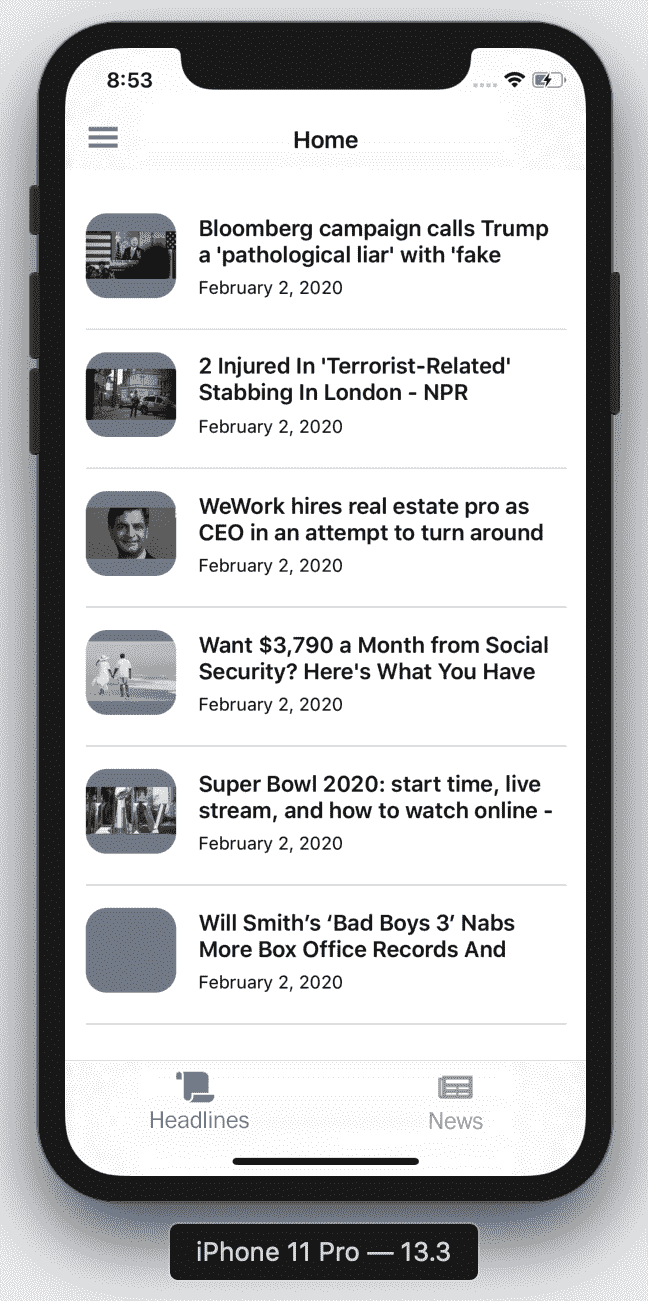 8:53
Home
Bloomberg campaign calls Trump
a 'pathological liar' with 'fake
February 2, 2020
2 Injured In 'Terrorist-Related'
Stabbing In London - NPR
February 2, 2020
WeWork hires real estate pro as
CEO in an attempt to turn around
February 2, 2020
Want $3,790 a Month from Social
Security? Here's What You Have
February 2, 2020
Super Bowl 2020: start time, live
stream, and how to watch online -
February 2, 2020
Will Smith’s ‘Bad Boys 3’ Nabs
More Box Office Records And
February 2, 2020
Headlines
News
iPhone 11 Pro — 13.3